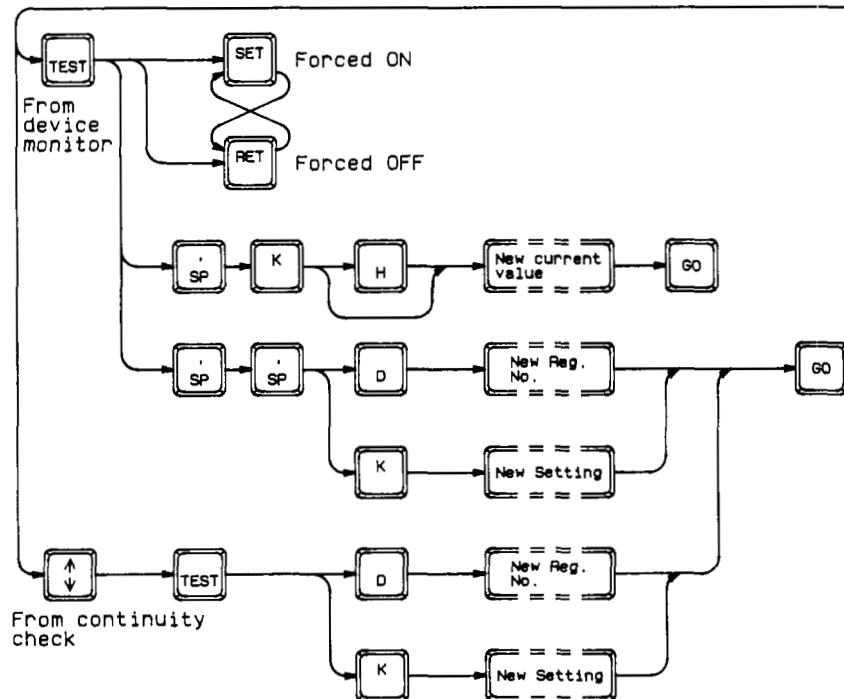 TEST
SET
Forced ON
From
device
monitor
RET
Forced OFF
'
SP
K
H
New current
value
GO
'
SP
'
SP
D
New Reg.
No.
GO
K
New Setting
↑
↓
TEST
D
New Reg.
No.
From continuity
check
K
New Setting